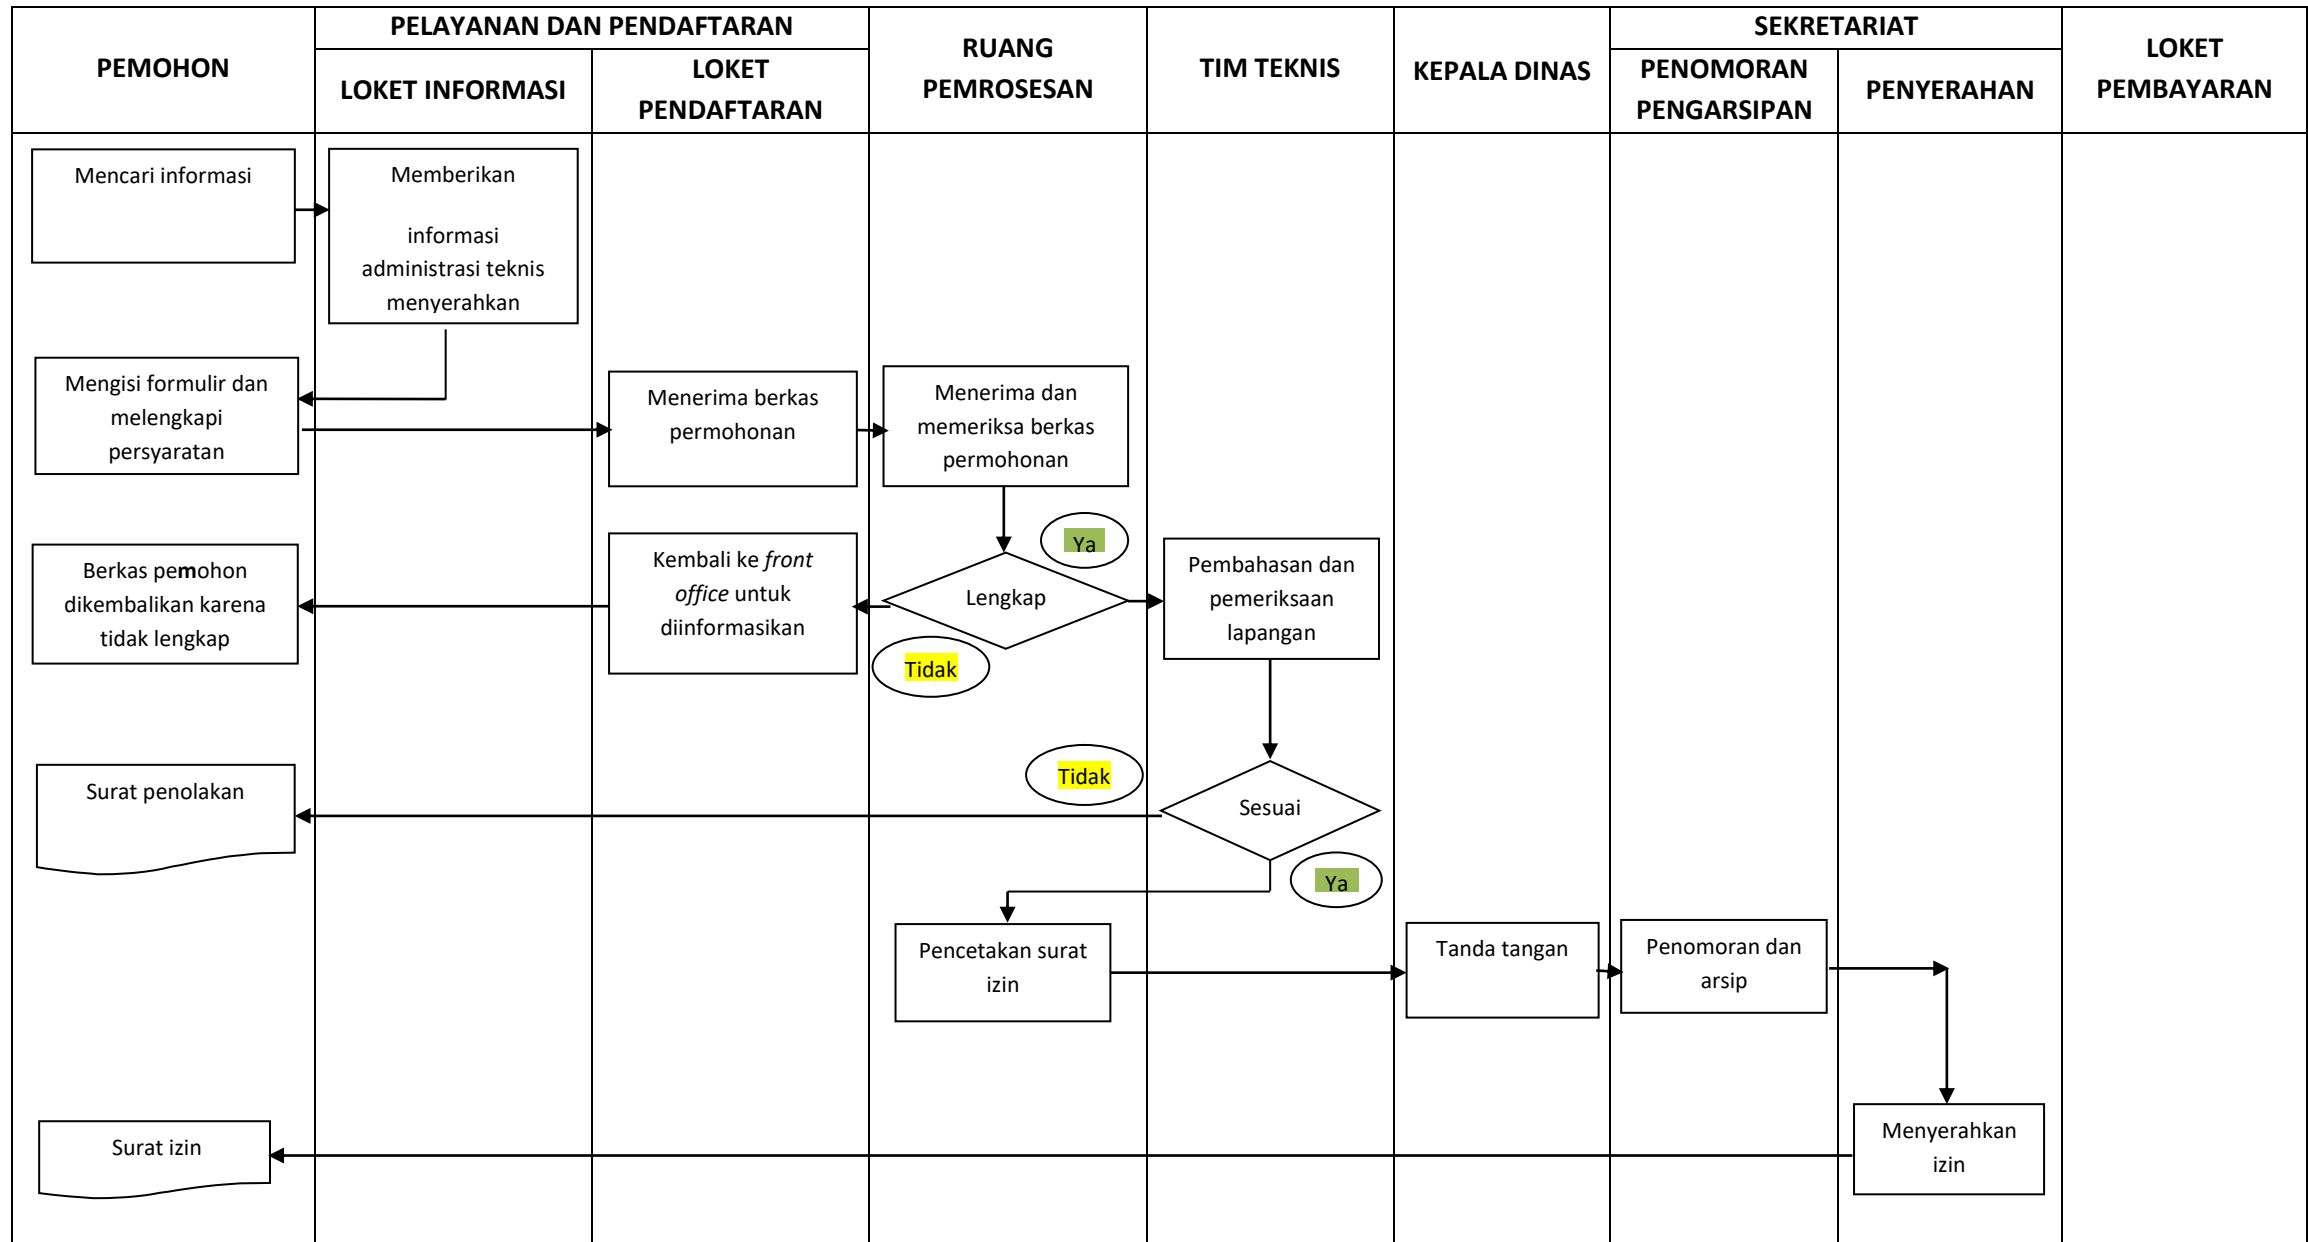 PEMOHON
PELAYANAN DAN PENDAFTARAN
LOKET INFORMASI
LOKET
PENDAFTARAN
RUANG
PEMROSESAN
TIM TEKNIS
KEPALA DINAS
SEKRETARIAT
PENOMORAN
PENGARSIPAN
PENYERAHAN
LOKET
PEMBAYARAN
Mencari informasi
Memberikan
informasi
administrasi teknis
menyerahkan
Mengisi formulir dan
melengkapi
persyaratan
Menerima berkas
permohonan
Menerima dan
memeriksa berkas
permohonan
Berkas pemohon
dikembalikan karena
tidak lengkap
Kembali ke front
office untuk
diinformasikan
Lengkap
Ya
Tidak
Pembahasan dan
pemeriksaan
lapangan
Surat penolakan
Tidak
Sesuai
Ya
Pencetakan surat
izin
Tanda tangan
Penomoran dan
arsip
Surat izin
Menyerahkan
izin